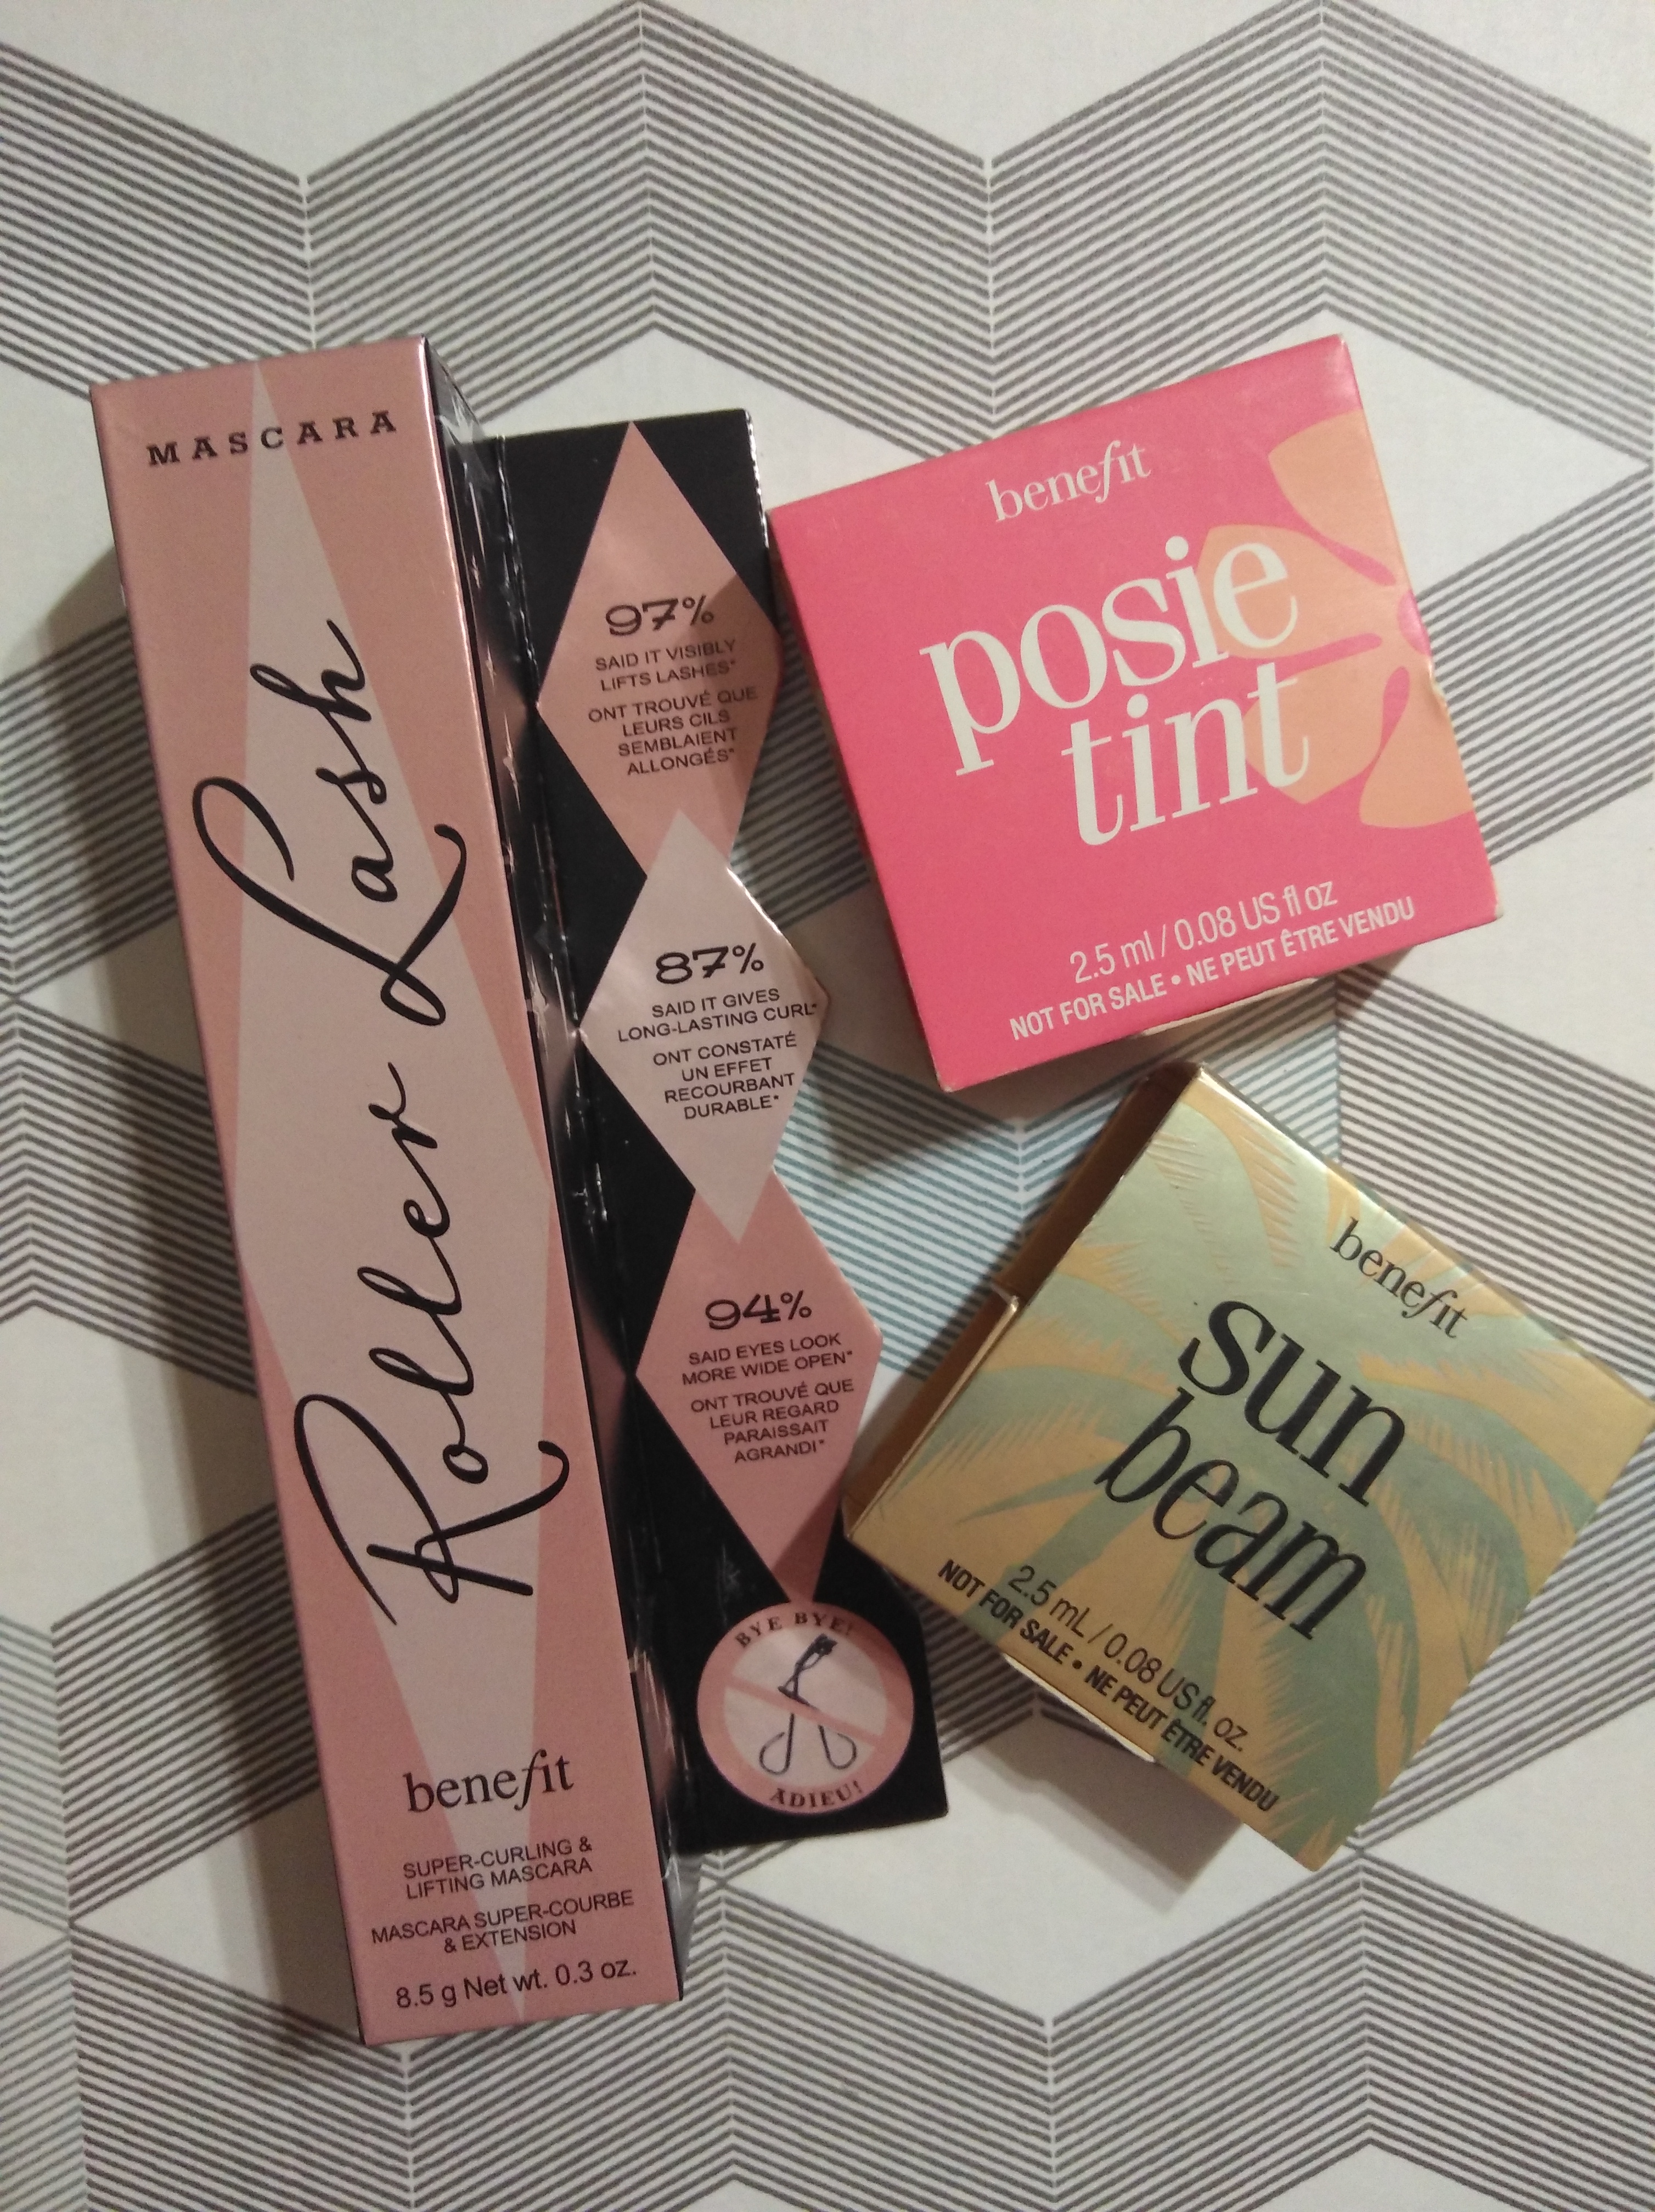 MASCARA
Roller Lash
benefit
SUPER-CURLING &
LIFTING MASCARA
MASCARA SUPER-COURBE
& EXTENSION
8.5 g Net wt. 0.3 oz.
97%
SAID IT VISIBLY
LIFTS LASHES*
ONT TROUVÉ QUE
LEURS CILS
SEMBLAIENT
ALLONGÉS*
87%
SAID IT GIVES
LONG-LASTING CURL*
ONT CONSTATÉ
UN EFFET
RECOURBANT
DURABLE*
94%
SAID EYES LOOK
MORE WIDE OPEN*
ONT TROUVÉ QUE
LEUR REGARD
PARAISSAIT
AGRANDI*
BYE BYE!
ADIEU!
benefit
posie
tint
2.5 ml / 0.08 US fl oz
NOT FOR SALE • NE PEUT ÊTRE VENDU
benefit
sun
beam
2.5 mL / 0.08 US fl. oz.
NOT FOR SALE • NE PEUT ÊTRE VENDU